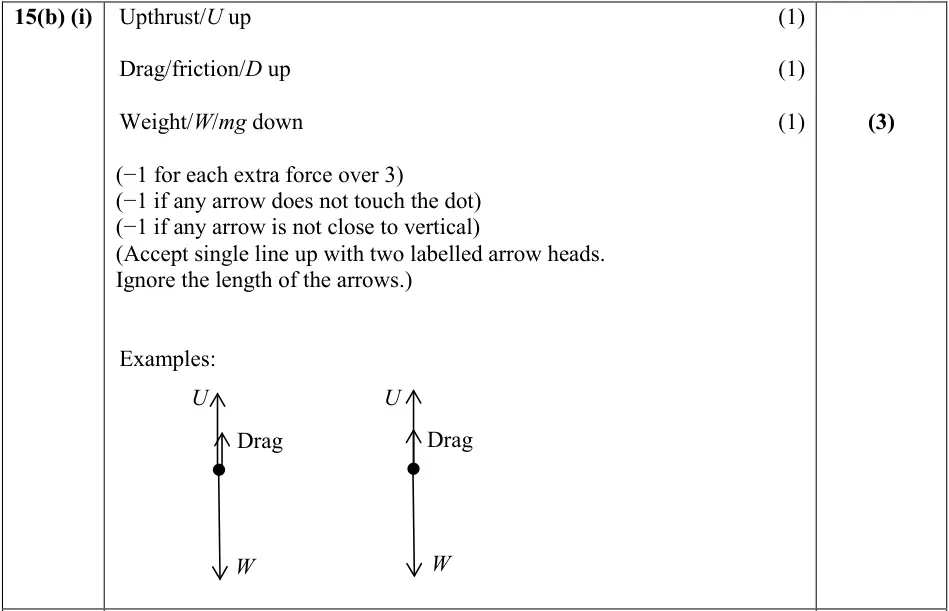 15(b) (i) Upthrust/U up (1)
Drag/friction/D up (1)
Weight/W/mg down (1) (3)
(−1 for each extra force over 3)
(−1 if any arrow does not touch the dot)
(−1 if any arrow is not close to vertical)
(Accept single line up with two labelled arrow heads.
Ignore the length of the arrows.)
Examples:
U U
Drag Drag
W W